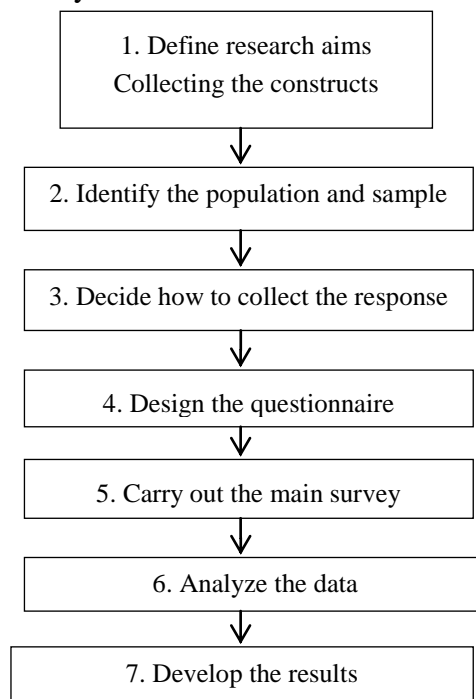 1. Define research aims
Collecting the constructs
2. Identify the population and sample
3. Decide how to collect the response
4. Design the questionnaire
5. Carry out the main survey
6. Analyze the data
7. Develop the results